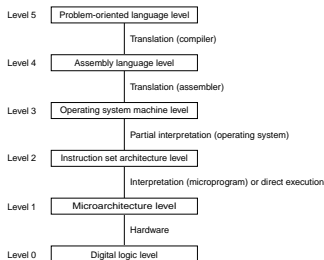 Level 5 Problem-oriented language level
Translation (compiler)
Level 4 Assembly language level
Translation (assembler)
Level 3 Operating system machine level
Partial interpretation (operating system)
Level 2 Instruction set architecture level
Interpretation (microprogram) or direct execution
Level 1 Microarchitecture level
Hardware
Level 0 Digital logic level